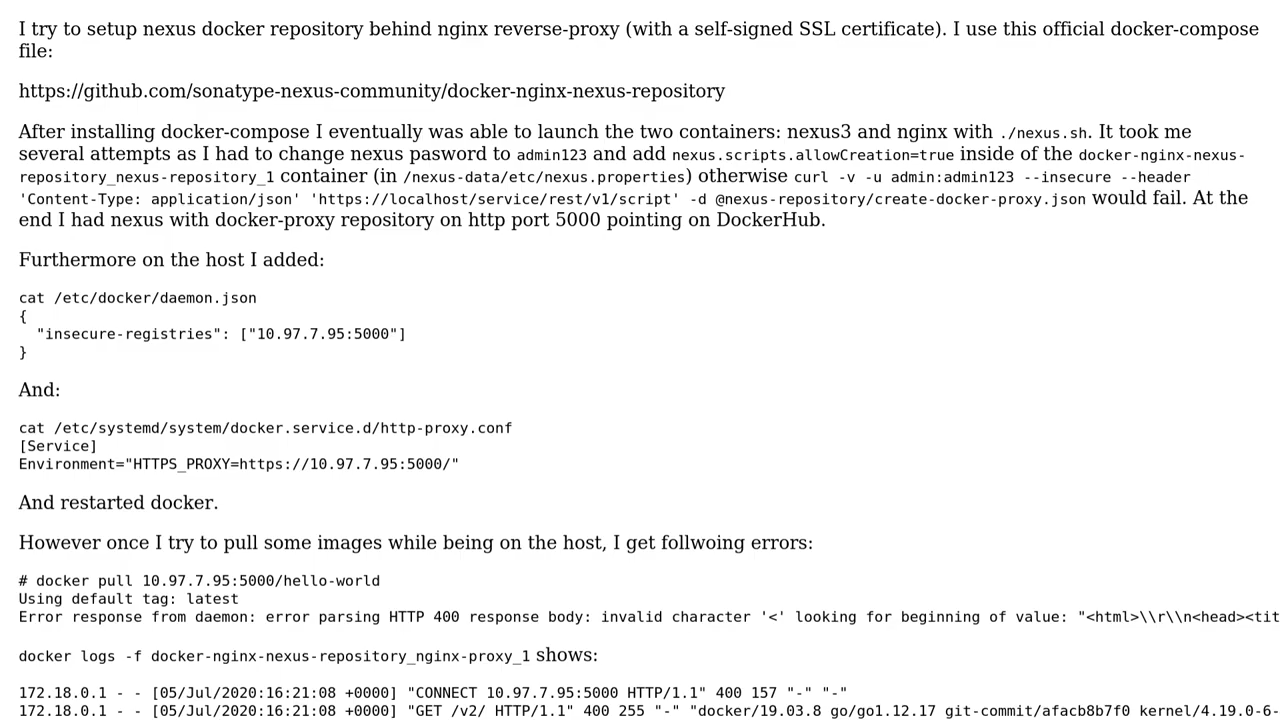 I try to setup nexus docker repository behind nginx reverse-proxy (with a self-signed SSL certificate). I use this official docker-compose
file:
https://github.com/sonatype-nexus-community/docker-nginx-nexus-repository
After installing docker-compose I eventually was able to launch the two containers: nexus3 and nginx with ./nexus.sh. It took me
several attempts as I had to change nexus pasword to admin123 and add nexus.scripts.allowCreation=true inside of the docker-nginx-nexus-
repository_nexus-repository_1 container (in /nexus-data/etc/nexus.properties) otherwise curl -v -u admin:admin123 --insecure --header
'Content-Type: application/json' 'https://localhost/service/rest/v1/script' -d @nexus-repository/create-docker-proxy.json would fail. At the
end I had nexus with docker-proxy repository on http port 5000 pointing on DockerHub.
Furthermore on the host I added:
cat /etc/docker/daemon.json
{
  "insecure-registries": ["10.97.7.95:5000"]
}
And:
cat /etc/systemd/system/docker.service.d/http-proxy.conf
[Service]
Environment="HTTPS_PROXY=https://10.97.7.95:5000/"
And restarted docker.
However once I try to pull some images while being on the host, I get follwoing errors:
# docker pull 10.97.7.95:5000/hello-world
Using default tag: latest
Error response from daemon: error parsing HTTP 400 response body: invalid character '<' looking for beginning of value: "<html>\\r\\n<head><tit
docker logs -f docker-nginx-nexus-repository_nginx-proxy_1 shows:
172.18.0.1 - - [05/Jul/2020:16:21:08 +0000] "CONNECT 10.97.7.95:5000 HTTP/1.1" 400 157 "-" "-"
172.18.0.1 - - [05/Jul/2020:16:21:08 +0000] "GET /v2/ HTTP/1.1" 400 255 "-" "docker/19.03.8 go/go1.12.17 git-commit/afacb8b7f0 kernel/4.19.0-6-